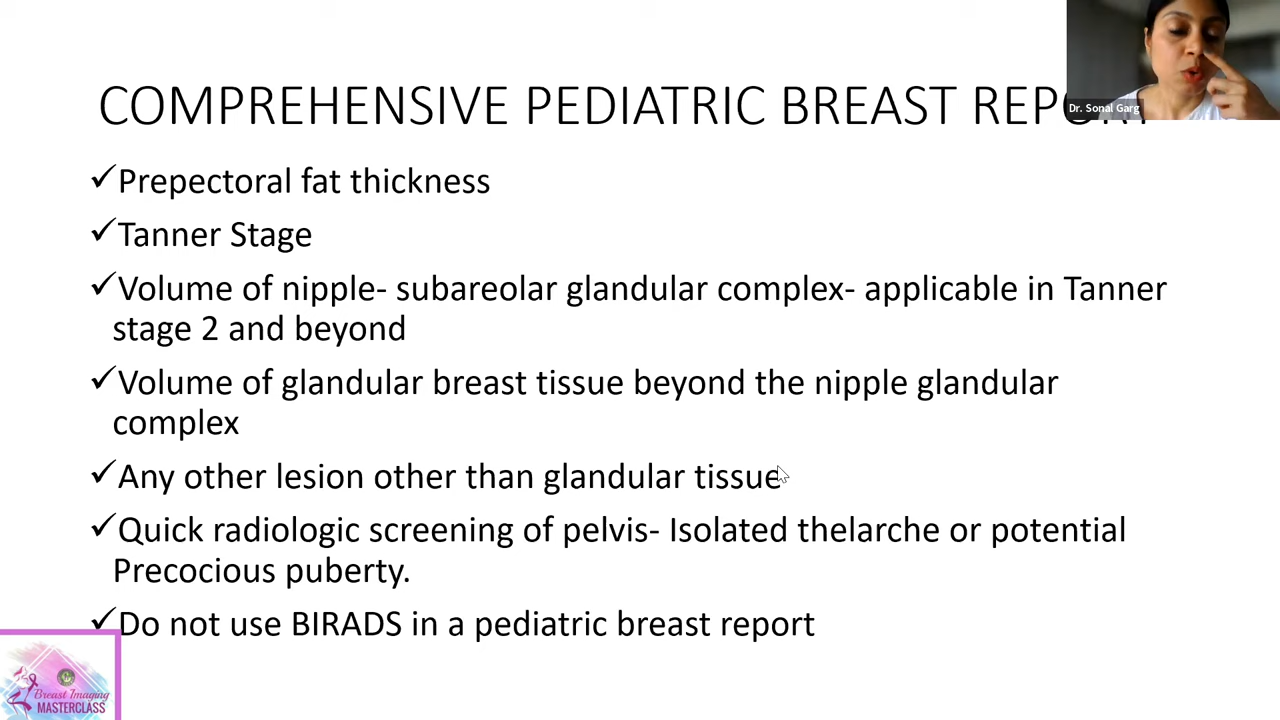 COMPREHENSIVE PEDIATRIC BREAST REPORT
Dr. Sonal Garg
✓Prepectoral fat thickness
✓Tanner Stage
✓Volume of nipple- subareolar glandular complex- applicable in Tanner
stage 2 and beyond
✓Volume of glandular breast tissue beyond the nipple glandular
complex
✓Any other lesion other than glandular tissue
✓Quick radiologic screening of pelvis- Isolated thelarche or potential
Precocious puberty.
✓Do not use BIRADS in a pediatric breast report
Breast Imaging
MASTERCLASS